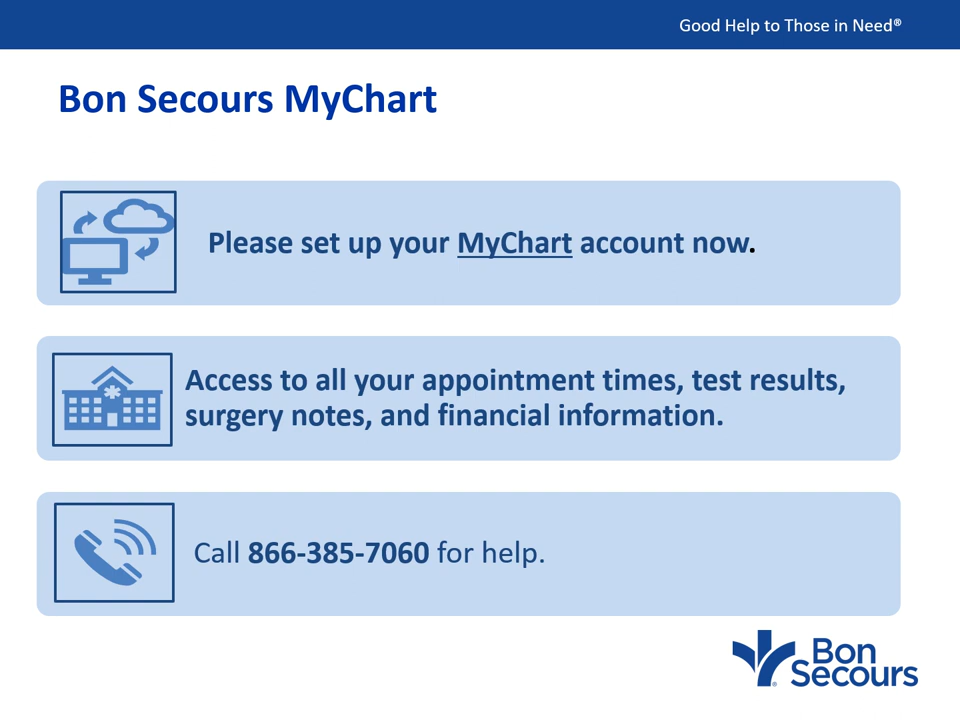 Good Help to Those in Need®
Bon Secours MyChart
Please set up your MyChart account now.
Access to all your appointment times, test results,
surgery notes, and financial information.
Call 866-385-7060 for help.
Bon
Secours